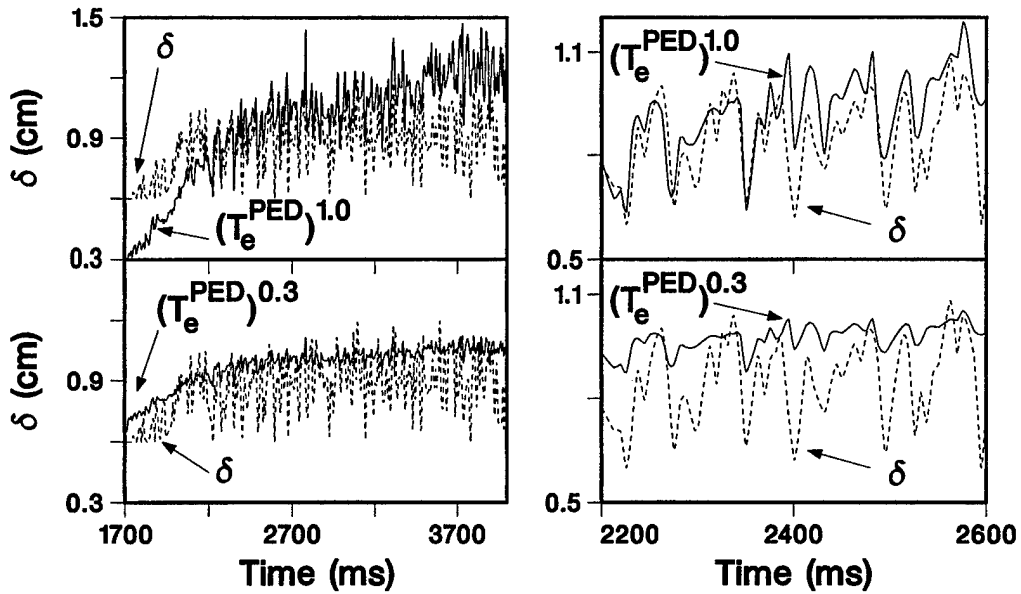 1.5
δ
0.9
δ (cm)
(T_e^PED)^1.0
0.3
(T_e^PED)^0.3
0.9
δ (cm)
δ
0.3
1700 2700 3700
Time (ms)
1.1
(T_e^PED)^1.0
δ
0.5
1.1
(T_e^PED)^0.3
δ
0.5
2200 2400 2600
Time (ms)